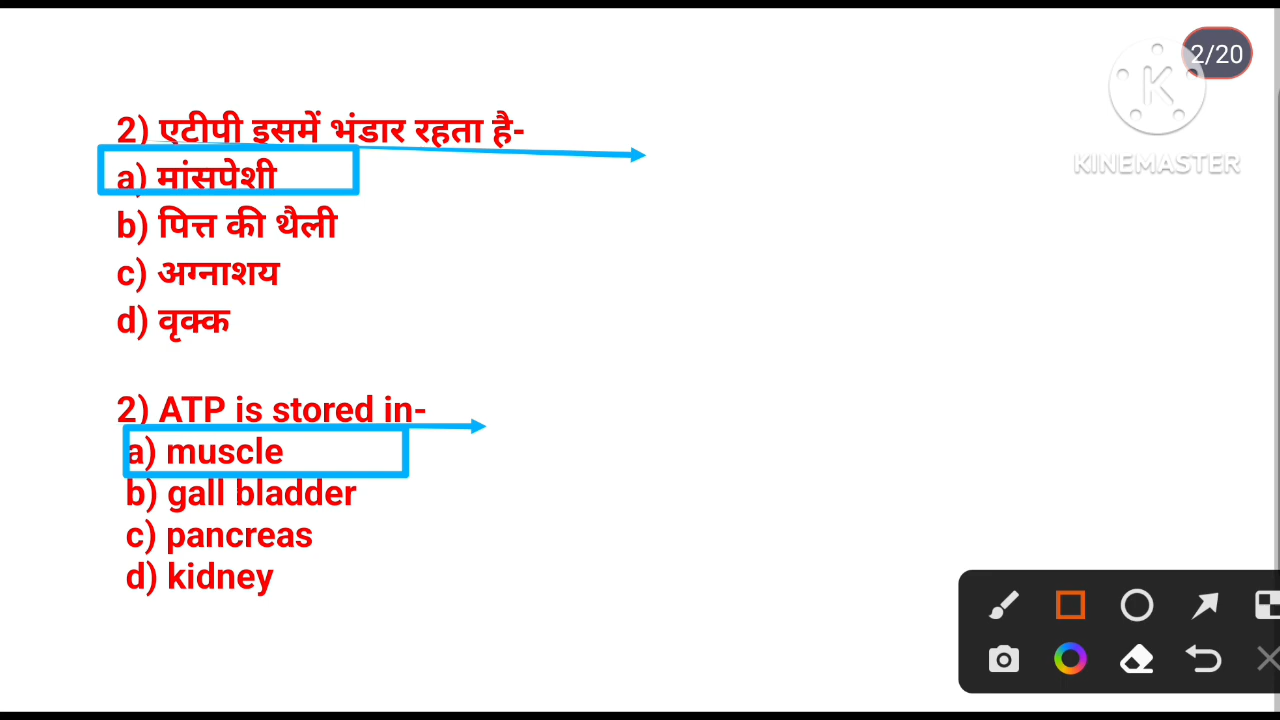 2/20
KINEMASTER
2) एटीपी इसमें भंडार रहता है-
a) मांसपेशी
b) पित्त की थैली
c) अग्नाशय
d) वृक्क
2) ATP is stored in-
a) muscle
b) gall bladder
c) pancreas
d) kidney